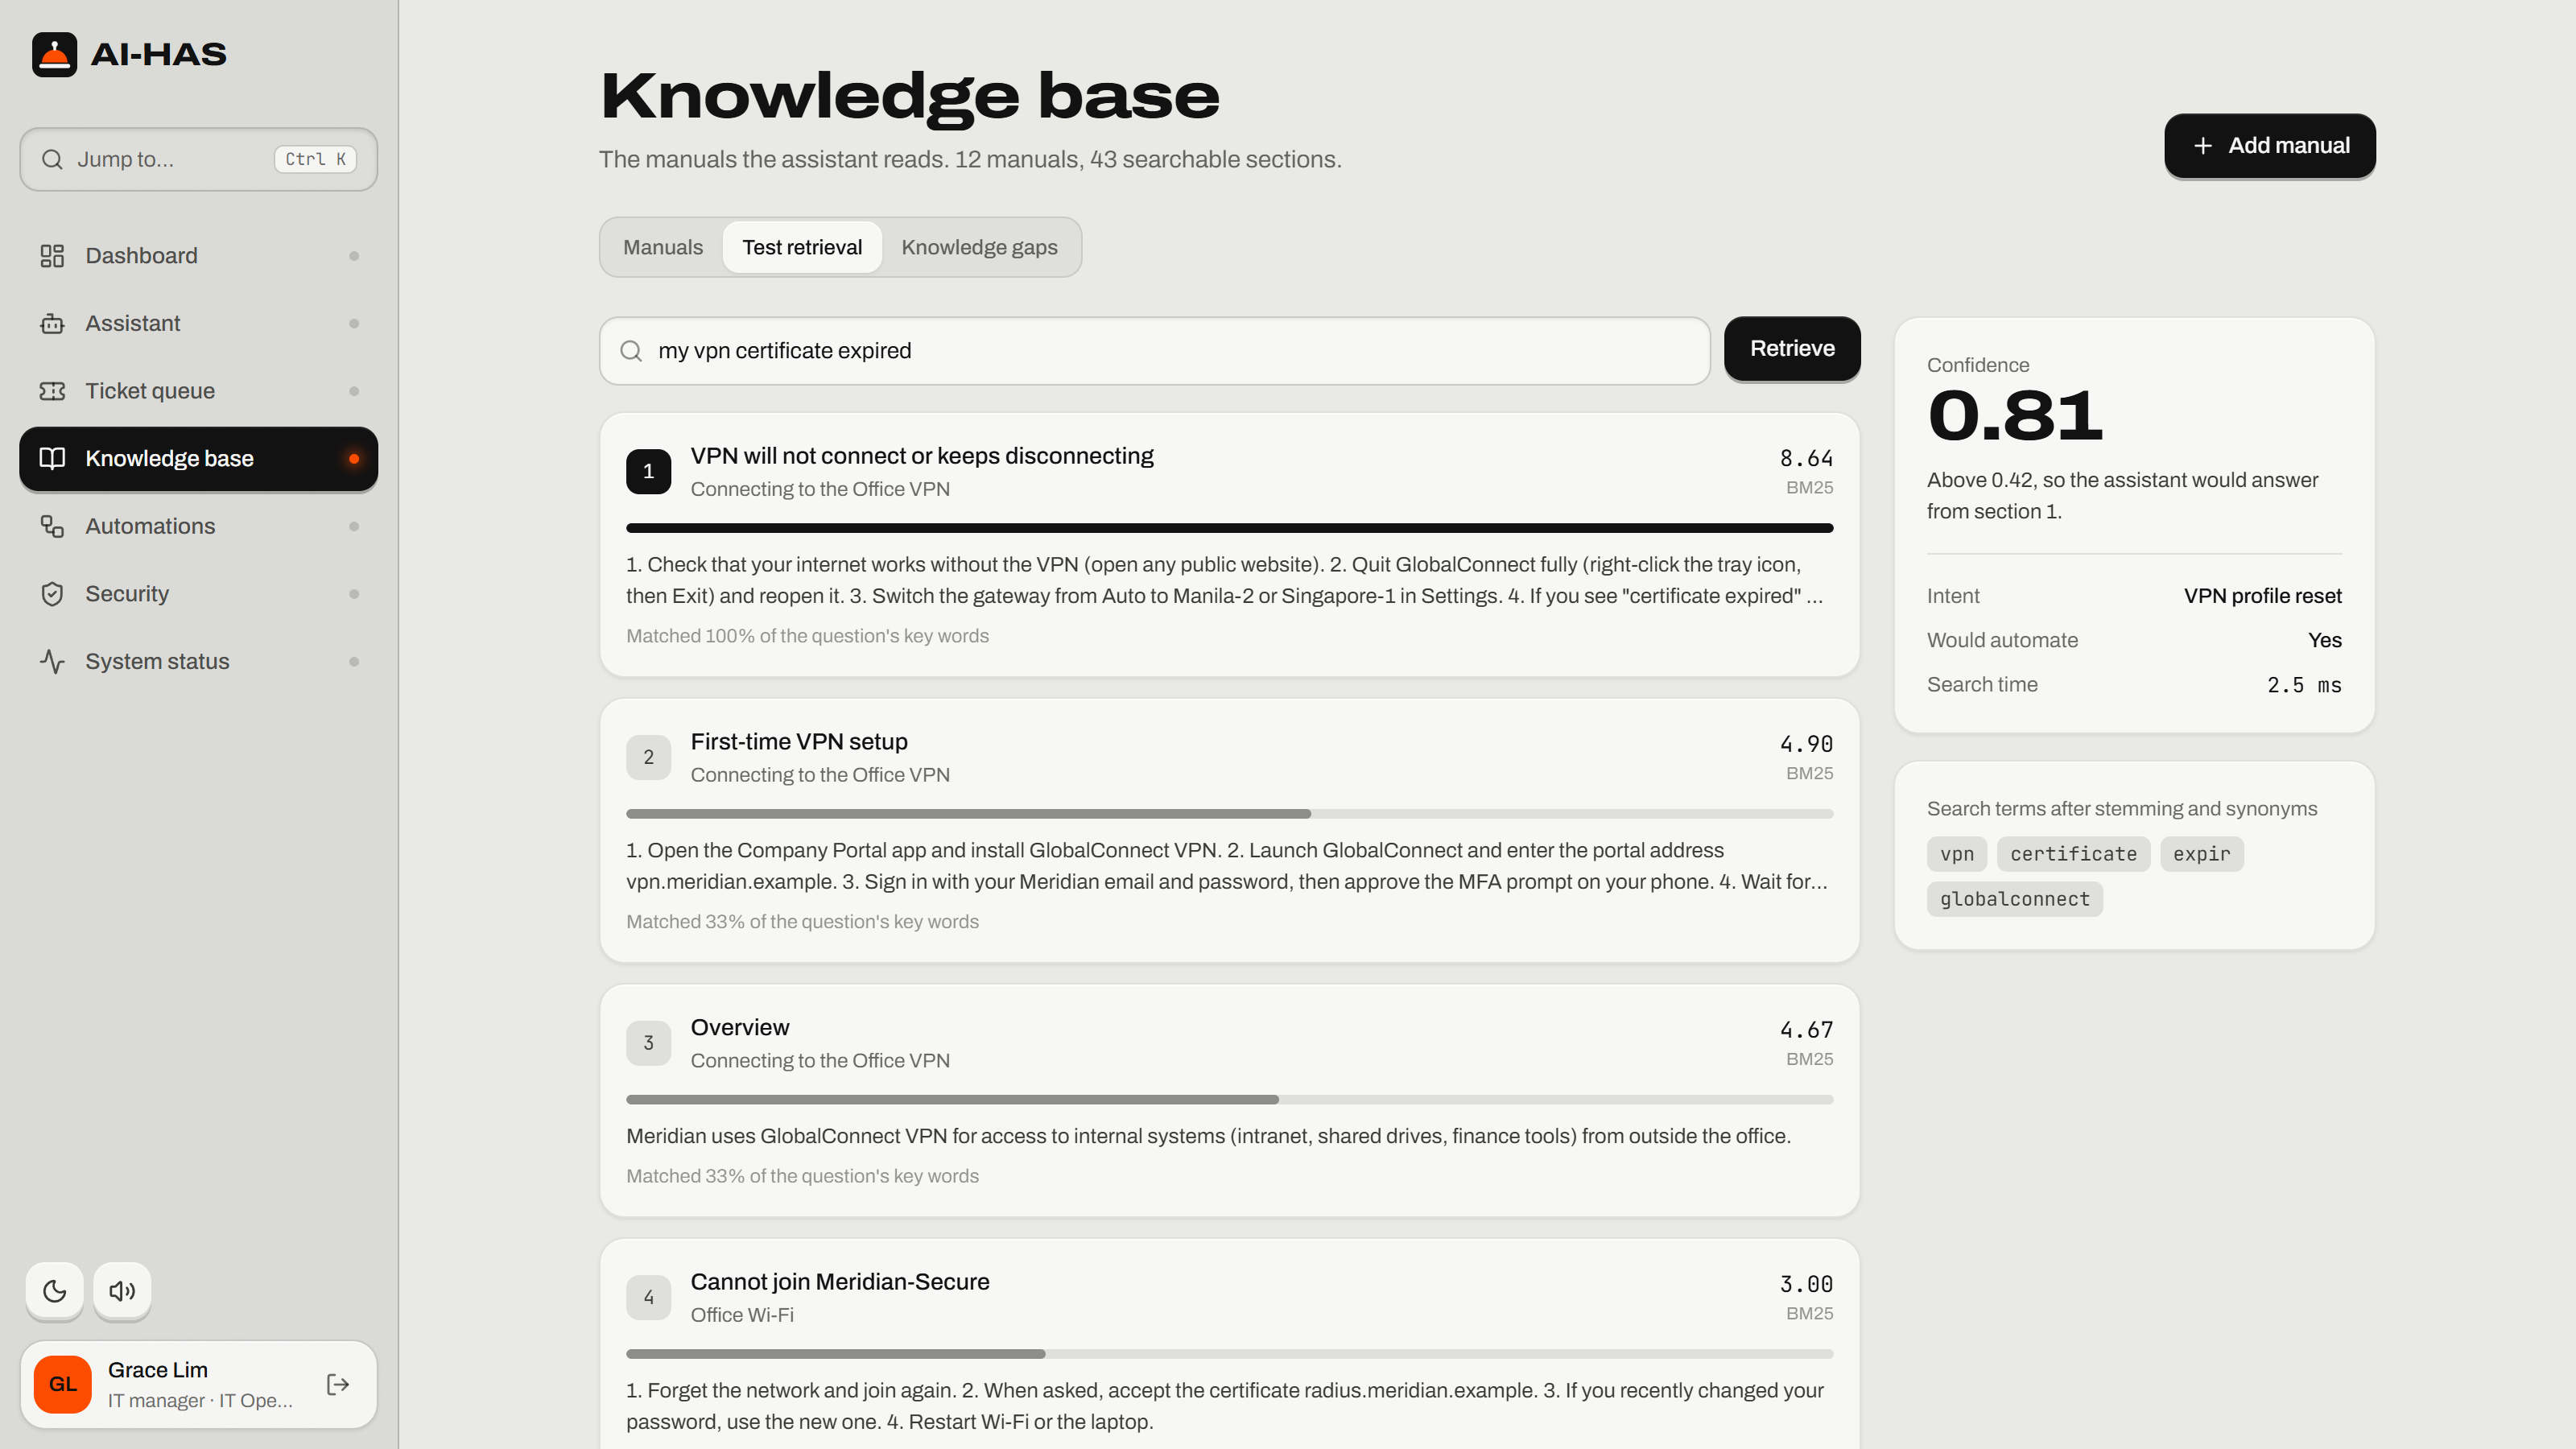 AI-HAS
Jump to...
Ctrl K
Dashboard
Assistant
Ticket queue
Knowledge base
Automations
Security
System status
GL
Grace Lim
IT manager · IT Ope...
Knowledge base
The manuals the assistant reads. 12 manuals, 43 searchable sections.
Add manual
Manuals
Test retrieval
Knowledge gaps
my vpn certificate expired
Retrieve
1
VPN will not connect or keeps disconnecting
Connecting to the Office VPN
8.64
BM25
1. Check that your internet works without the VPN (open any public website). 2. Quit GlobalConnect fully (right-click the tray icon,
then Exit) and reopen it. 3. Switch the gateway from Auto to Manila-2 or Singapore-1 in Settings. 4. If you see "certificate expired" ...
Matched 100% of the question's key words
2
First-time VPN setup
Connecting to the Office VPN
4.90
BM25
1. Open the Company Portal app and install GlobalConnect VPN. 2. Launch GlobalConnect and enter the portal address
vpn.meridian.example. 3. Sign in with your Meridian email and password, then approve the MFA prompt on your phone. 4. Wait for...
Matched 33% of the question's key words
3
Overview
Connecting to the Office VPN
4.67
BM25
Meridian uses GlobalConnect VPN for access to internal systems (intranet, shared drives, finance tools) from outside the office.
Matched 33% of the question's key words
4
Cannot join Meridian-Secure
Office Wi-Fi
3.00
BM25
1. Forget the network and join again. 2. When asked, accept the certificate radius.meridian.example. 3. If you recently changed your
password, use the new one. 4. Restart Wi-Fi or the laptop.
Confidence
0.81
Above 0.42, so the assistant would answer
from section 1.
Intent
VPN profile reset
Would automate
Yes
Search time
2.5 ms
Search terms after stemming and synonyms
vpn
certificate
expir
globalconnect